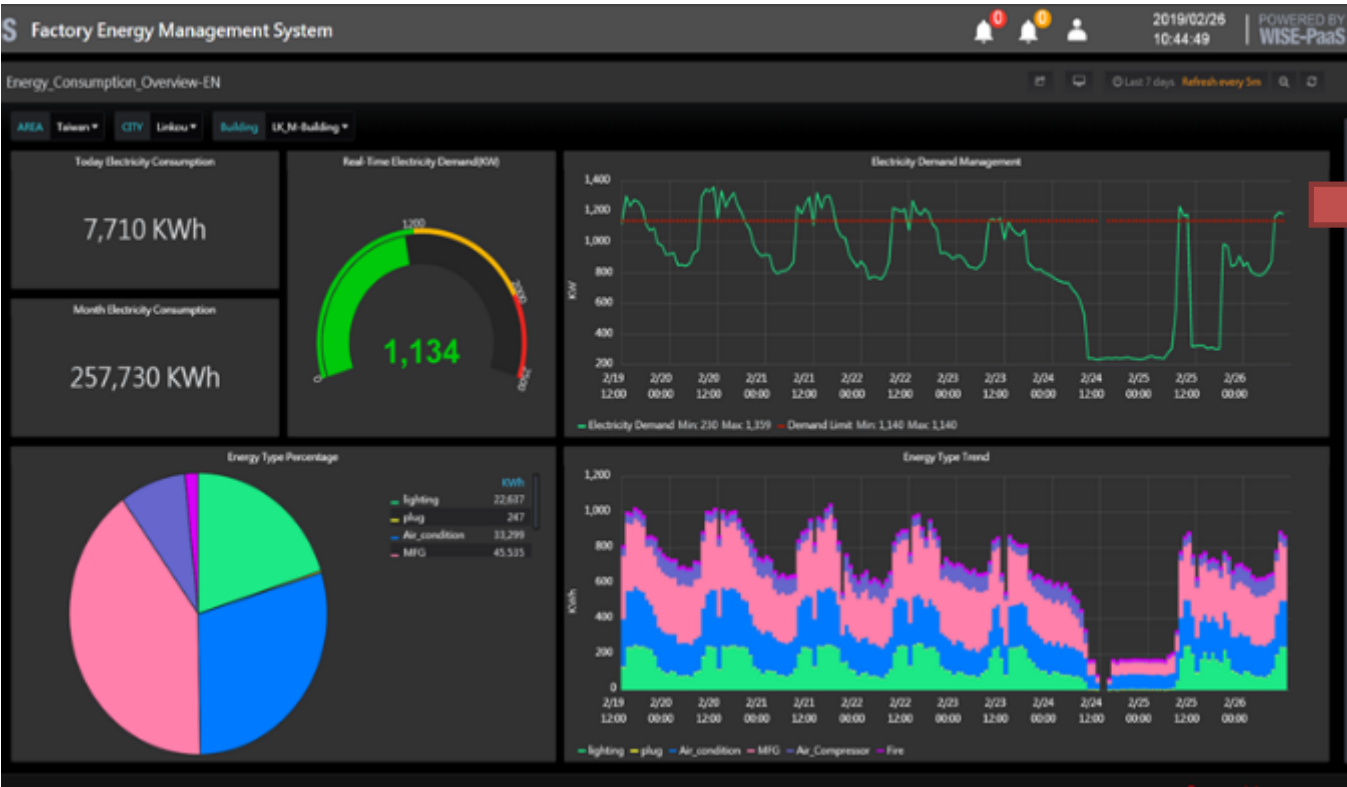 S Factory Energy Management System
0 0
2019/02/26
10:44:49
POWERED BY
WISE-PaaS
Energy_Consumption_Overview-EN
Last 7 days Refresh every 5m
AREA Taiwan CITY Linkou Building LK_M-Building
Today Electricity Consumption
7,710 KWh
Month Electricity Consumption
257,730 KWh
Real-Time Electricity Demand(KW)
0
1200
2000
2500
1,134
Electricity Demand Management
KW
1,400
1,200
1,000
800
600
400
200
2/19 2/20 2/20 2/21 2/21 2/22 2/22 2/23 2/23 2/24 2/24 2/25 2/25 2/26
12:00 00:00 12:00 00:00 12:00 00:00 12:00 00:00 12:00 00:00 12:00 00:00 12:00 00:00
Electricity Demand Min: 230 Max: 1,359 Demand Limit Min: 1,140 Max: 1,140
Energy Type Percentage
KWh
lighting 22,637
plug 247
Air_condition 33,299
MFG 45,535
Energy Type Trend
KWh
1,200
1,000
800
600
400
200
0
2/19 2/20 2/20 2/21 2/21 2/22 2/22 2/23 2/23 2/24 2/24 2/25 2/25 2/26
12:00 00:00 12:00 00:00 12:00 00:00 12:00 00:00 12:00 00:00 12:00 00:00 12:00 00:00
lighting plug Air_condition MFG Air_Compressor Fire